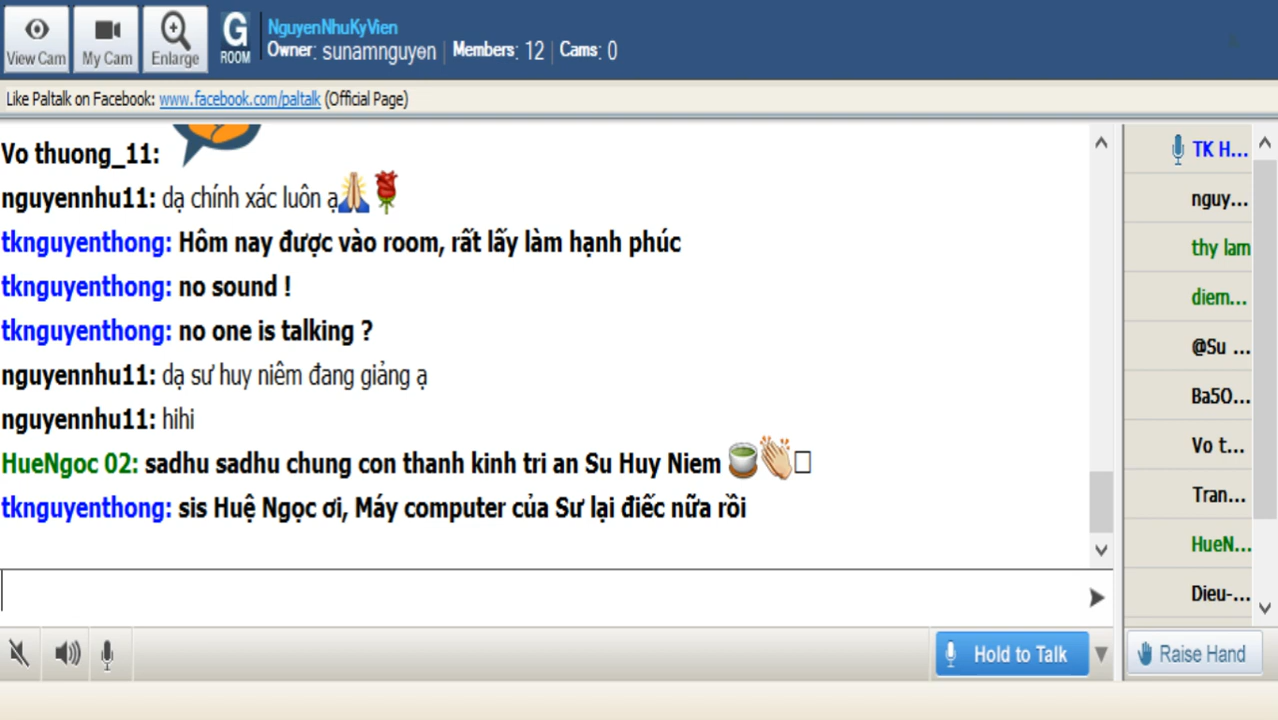 View Cam
My Cam
Enlarge
G
ROOM
NguyenNhuKyVien
Owner: sunamnguyen | Members: 12 | Cams: 0
Like Paltalk on Facebook: www.facebook.com/paltalk (Official Page)
Vo thuong_11:
nguyennhu11: dạ chính xác luôn ạ
tknguyenthong: Hôm nay được vào room, rất lấy làm hạnh phúc
tknguyenthong: no sound !
tknguyenthong: no one is talking ?
nguyennhu11: dạ sư huy niêm đang giảng ạ
nguyennhu11: hihi
HueNgoc 02: sadhu sadhu chung con thanh kinh tri an Su Huy Niem
tknguyenthong: sis Huệ Ngọc ơi, Máy computer của Sư lại điếc nữa rồi
TK H...
nguy...
thy lam
diem...
@Su ...
Ba5O...
Vo t...
Tran...
HueN...
Dieu-...
Hold to Talk
Raise Hand